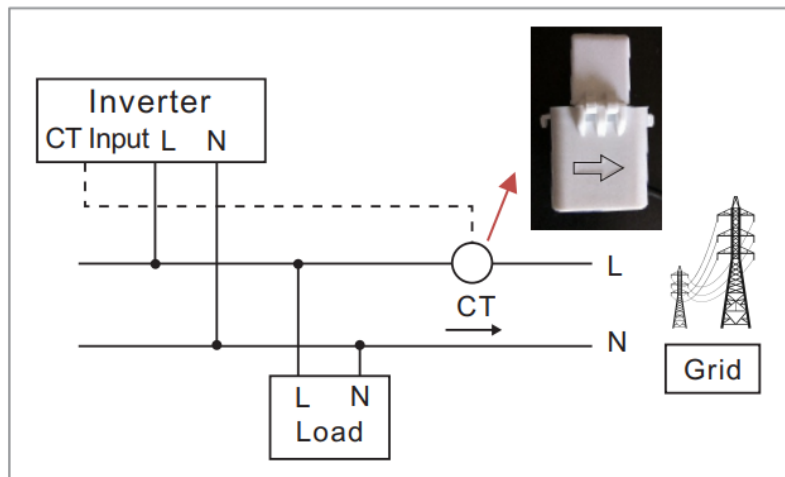 Inverter
CT Input L N
L
CT
N
Grid
L N
Load